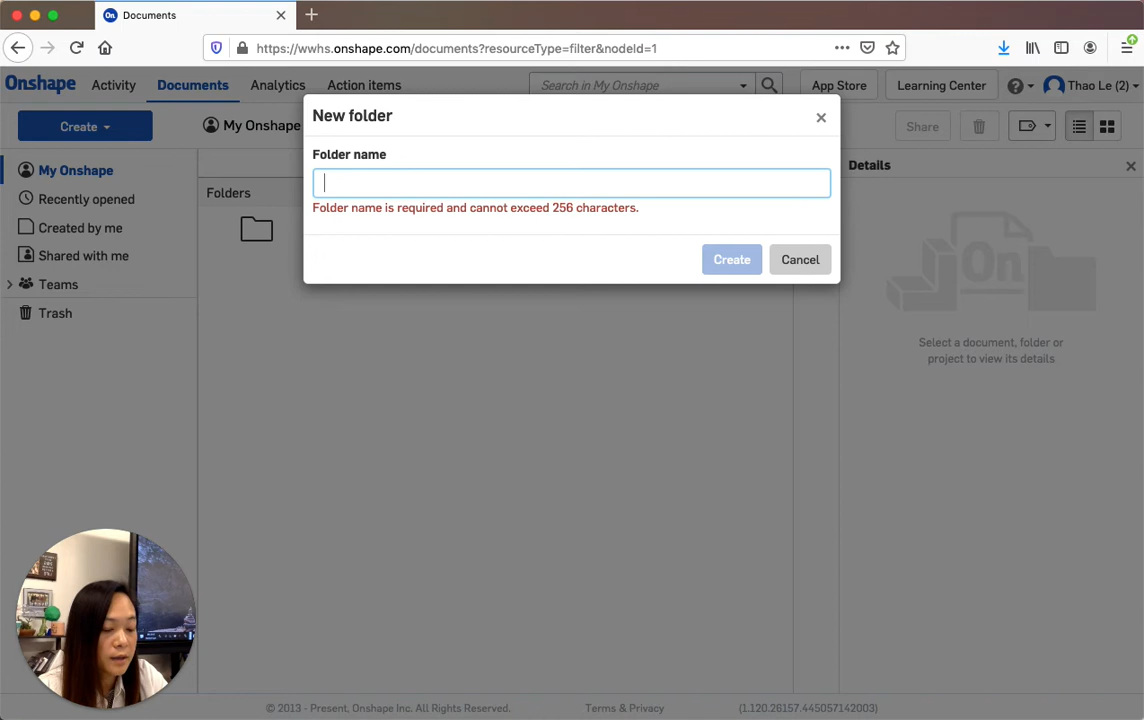 On Documents
https://wwhs.onshape.com/documents?resourceType=filter&nodeId=1
Onshape Activity Documents Analytics Action items Search in My Onshape App Store Learning Center Thao Le (2)
Create My Onshape Share
New folder
Folder name
Folder name is required and cannot exceed 256 characters.
Create Cancel
My Onshape
Recently opened
Created by me
Shared with me
Teams
Trash
Folders
Details
On
Select a document, folder or
project to view its details
© 2013 - Present, Onshape Inc. All Rights Reserved. Terms & Privacy (1.120.26157.445057142003)